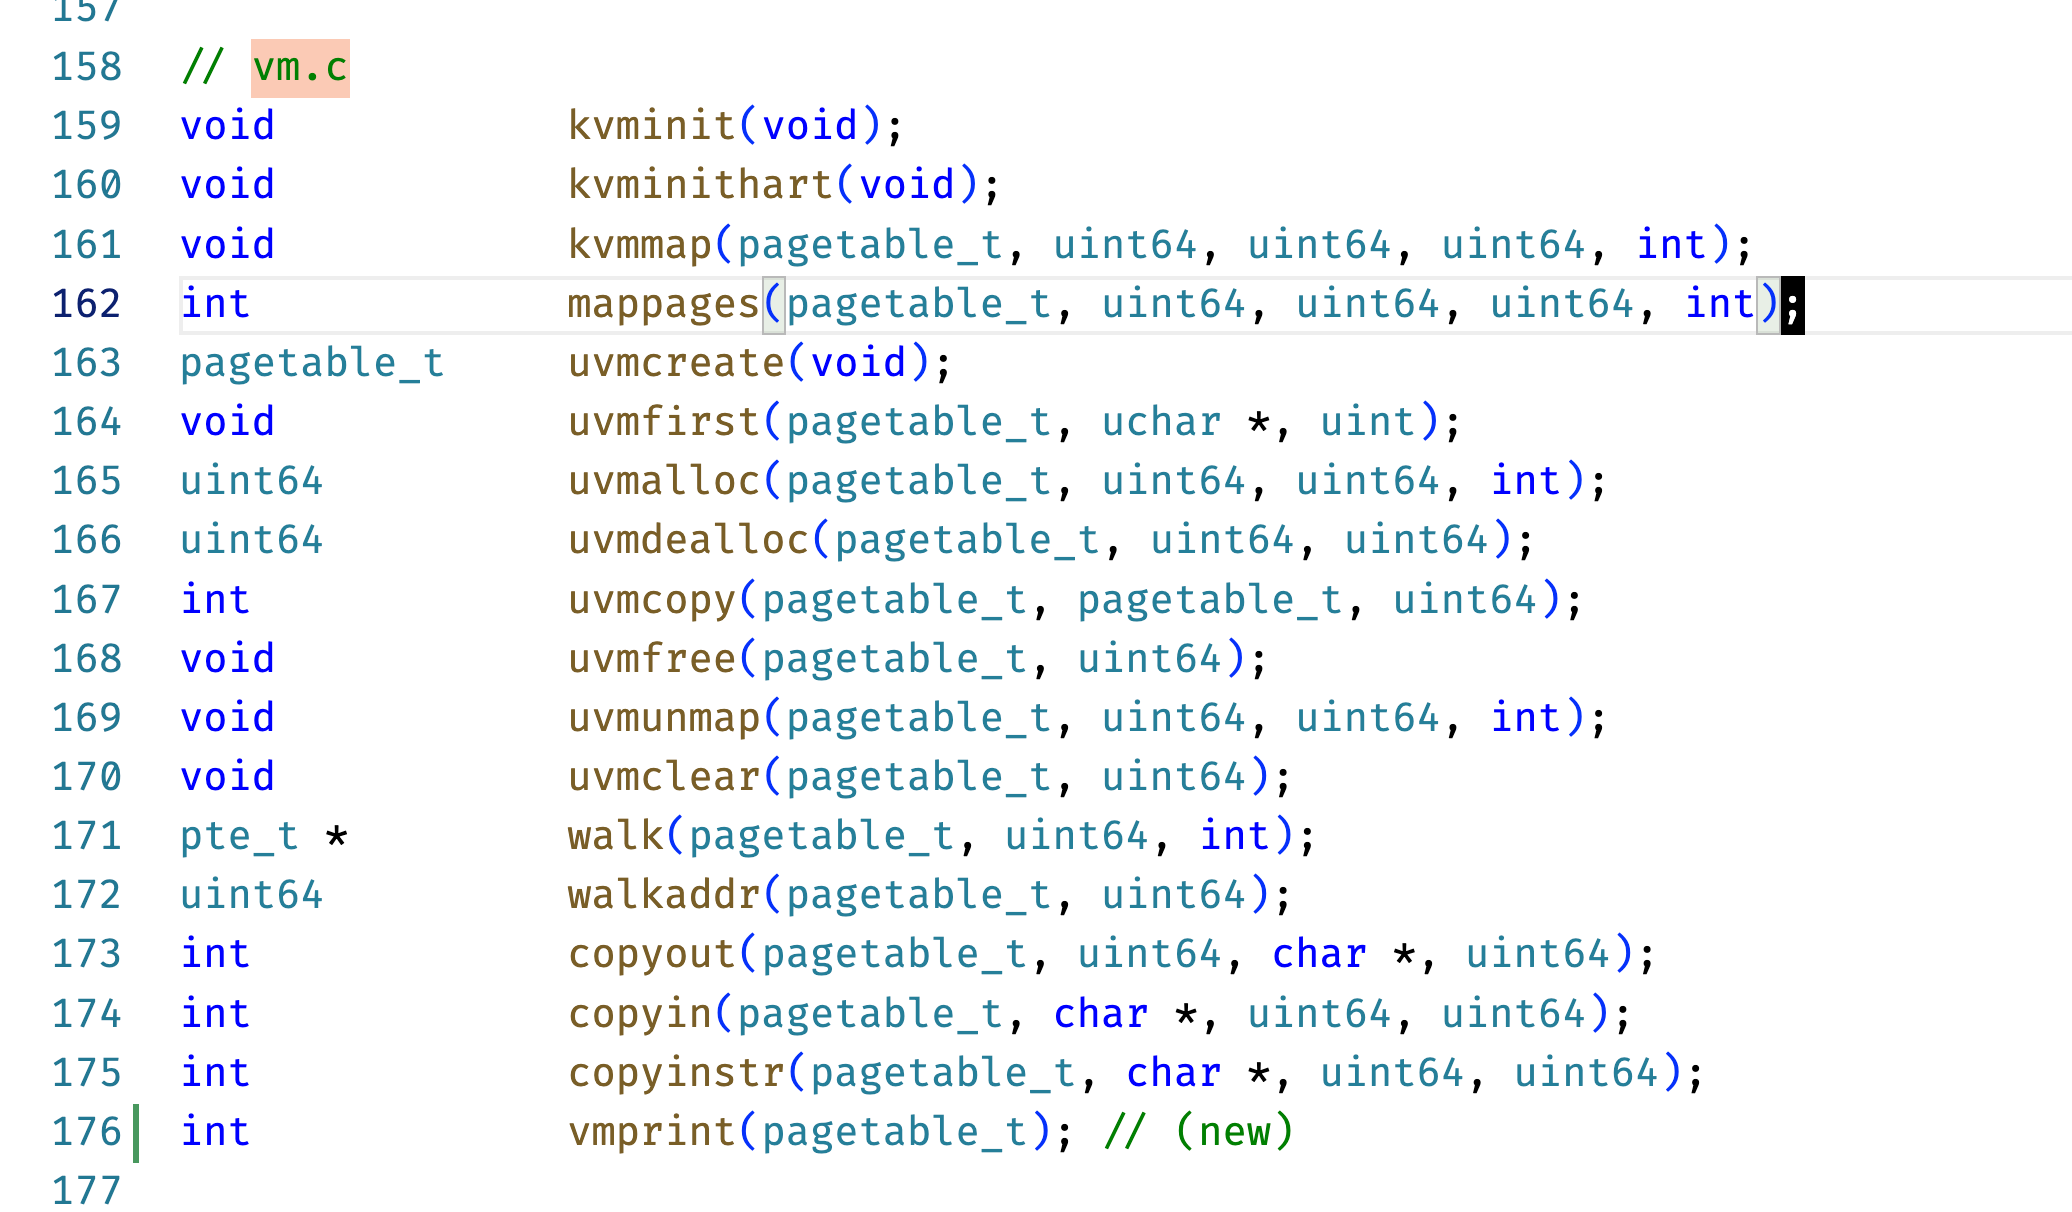 157
158 // vm.c
159 void kvminit(void);
160 void kvminithart(void);
161 void kvmmap(pagetable_t, uint64, uint64, uint64, int);
162 int mappages(pagetable_t, uint64, uint64, uint64, int);
163 pagetable_t uvmcreate(void);
164 void uvmfirst(pagetable_t, uchar *, uint);
165 uint64 uvmalloc(pagetable_t, uint64, uint64, int);
166 uint64 uvmdealloc(pagetable_t, uint64, uint64);
167 int uvmcopy(pagetable_t, pagetable_t, uint64);
168 void uvmfree(pagetable_t, uint64);
169 void uvmunmap(pagetable_t, uint64, uint64, int);
170 void uvmclear(pagetable_t, uint64);
171 pte_t * walk(pagetable_t, uint64, int);
172 uint64 walkaddr(pagetable_t, uint64);
173 int copyout(pagetable_t, uint64, char *, uint64);
174 int copyin(pagetable_t, char *, uint64, uint64);
175 int copyinstr(pagetable_t, char *, uint64, uint64);
176 int vmprint(pagetable_t); // (new)
177